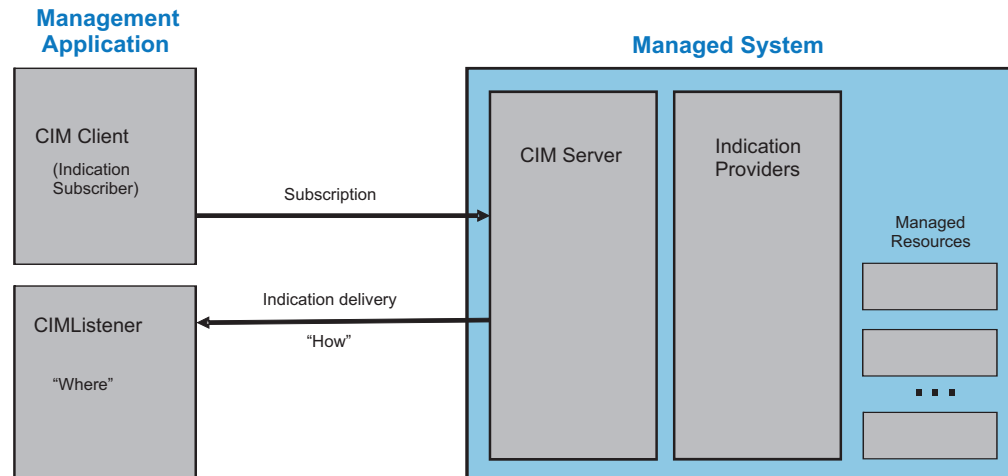 Management
Application
Managed System
CIM Client
(Indication
Subscriber)
Subscription
CIM Server
Indication
Providers
Managed
Resources
Indication delivery
“How”
CIMListener
“Where”